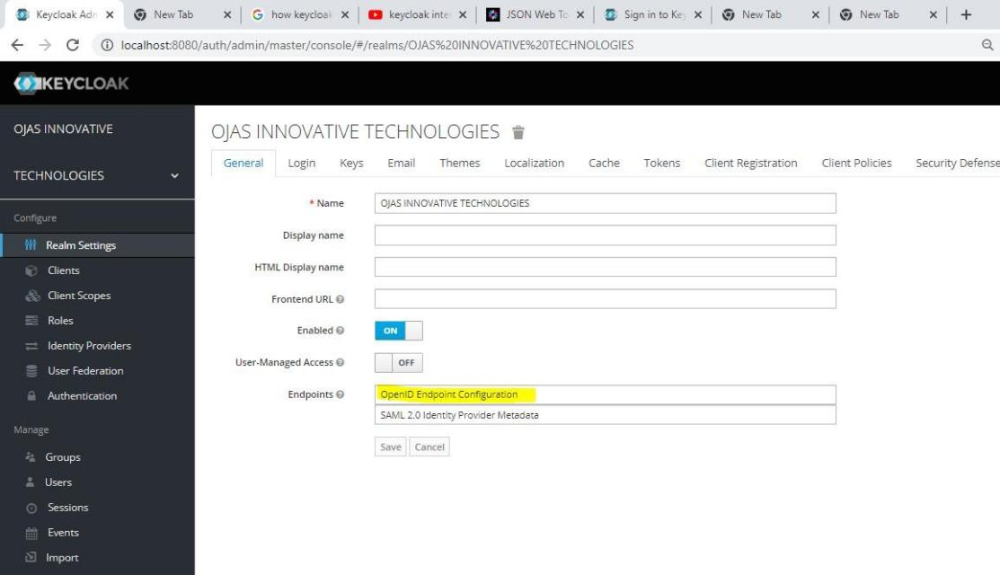 Keycloak Adn
New Tab
how keycloak
keycloak inte
JSON Web To
Sign in to Key
New Tab
New Tab
localhost:8080/auth/admin/master/console/#/realms/OJAS%20INNOVATIVE%20TECHNOLOGIES
KEYCLOAK
OJAS INNOVATIVE
TECHNOLOGIES
Configure
Realm Settings
Clients
Client Scopes
Roles
Identity Providers
User Federation
Authentication
Manage
Groups
Users
Sessions
Events
Import
OJAS INNOVATIVE TECHNOLOGIES
General Login Keys Email Themes Localization Cache Tokens Client Registration Client Policies Security Defense
* Name OJAS INNOVATIVE TECHNOLOGIES
Display name
HTML Display name
Frontend URL
Enabled ON
User-Managed Access OFF
Endpoints OpenID Endpoint Configuration
SAML 2.0 Identity Provider Metadata
Save Cancel